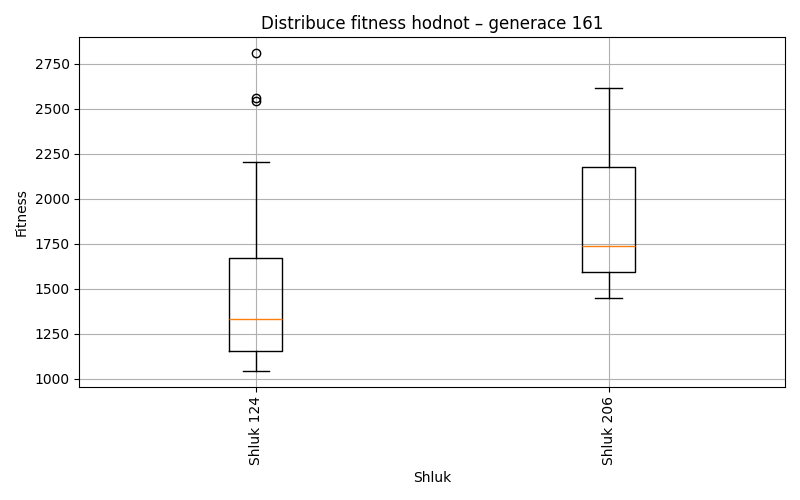 Distribuce fitness hodnot – generace 161
Fitness
2750
2500
2250
2000
1750
1500
1250
1000
Shluk 124
Shluk 206
Shluk